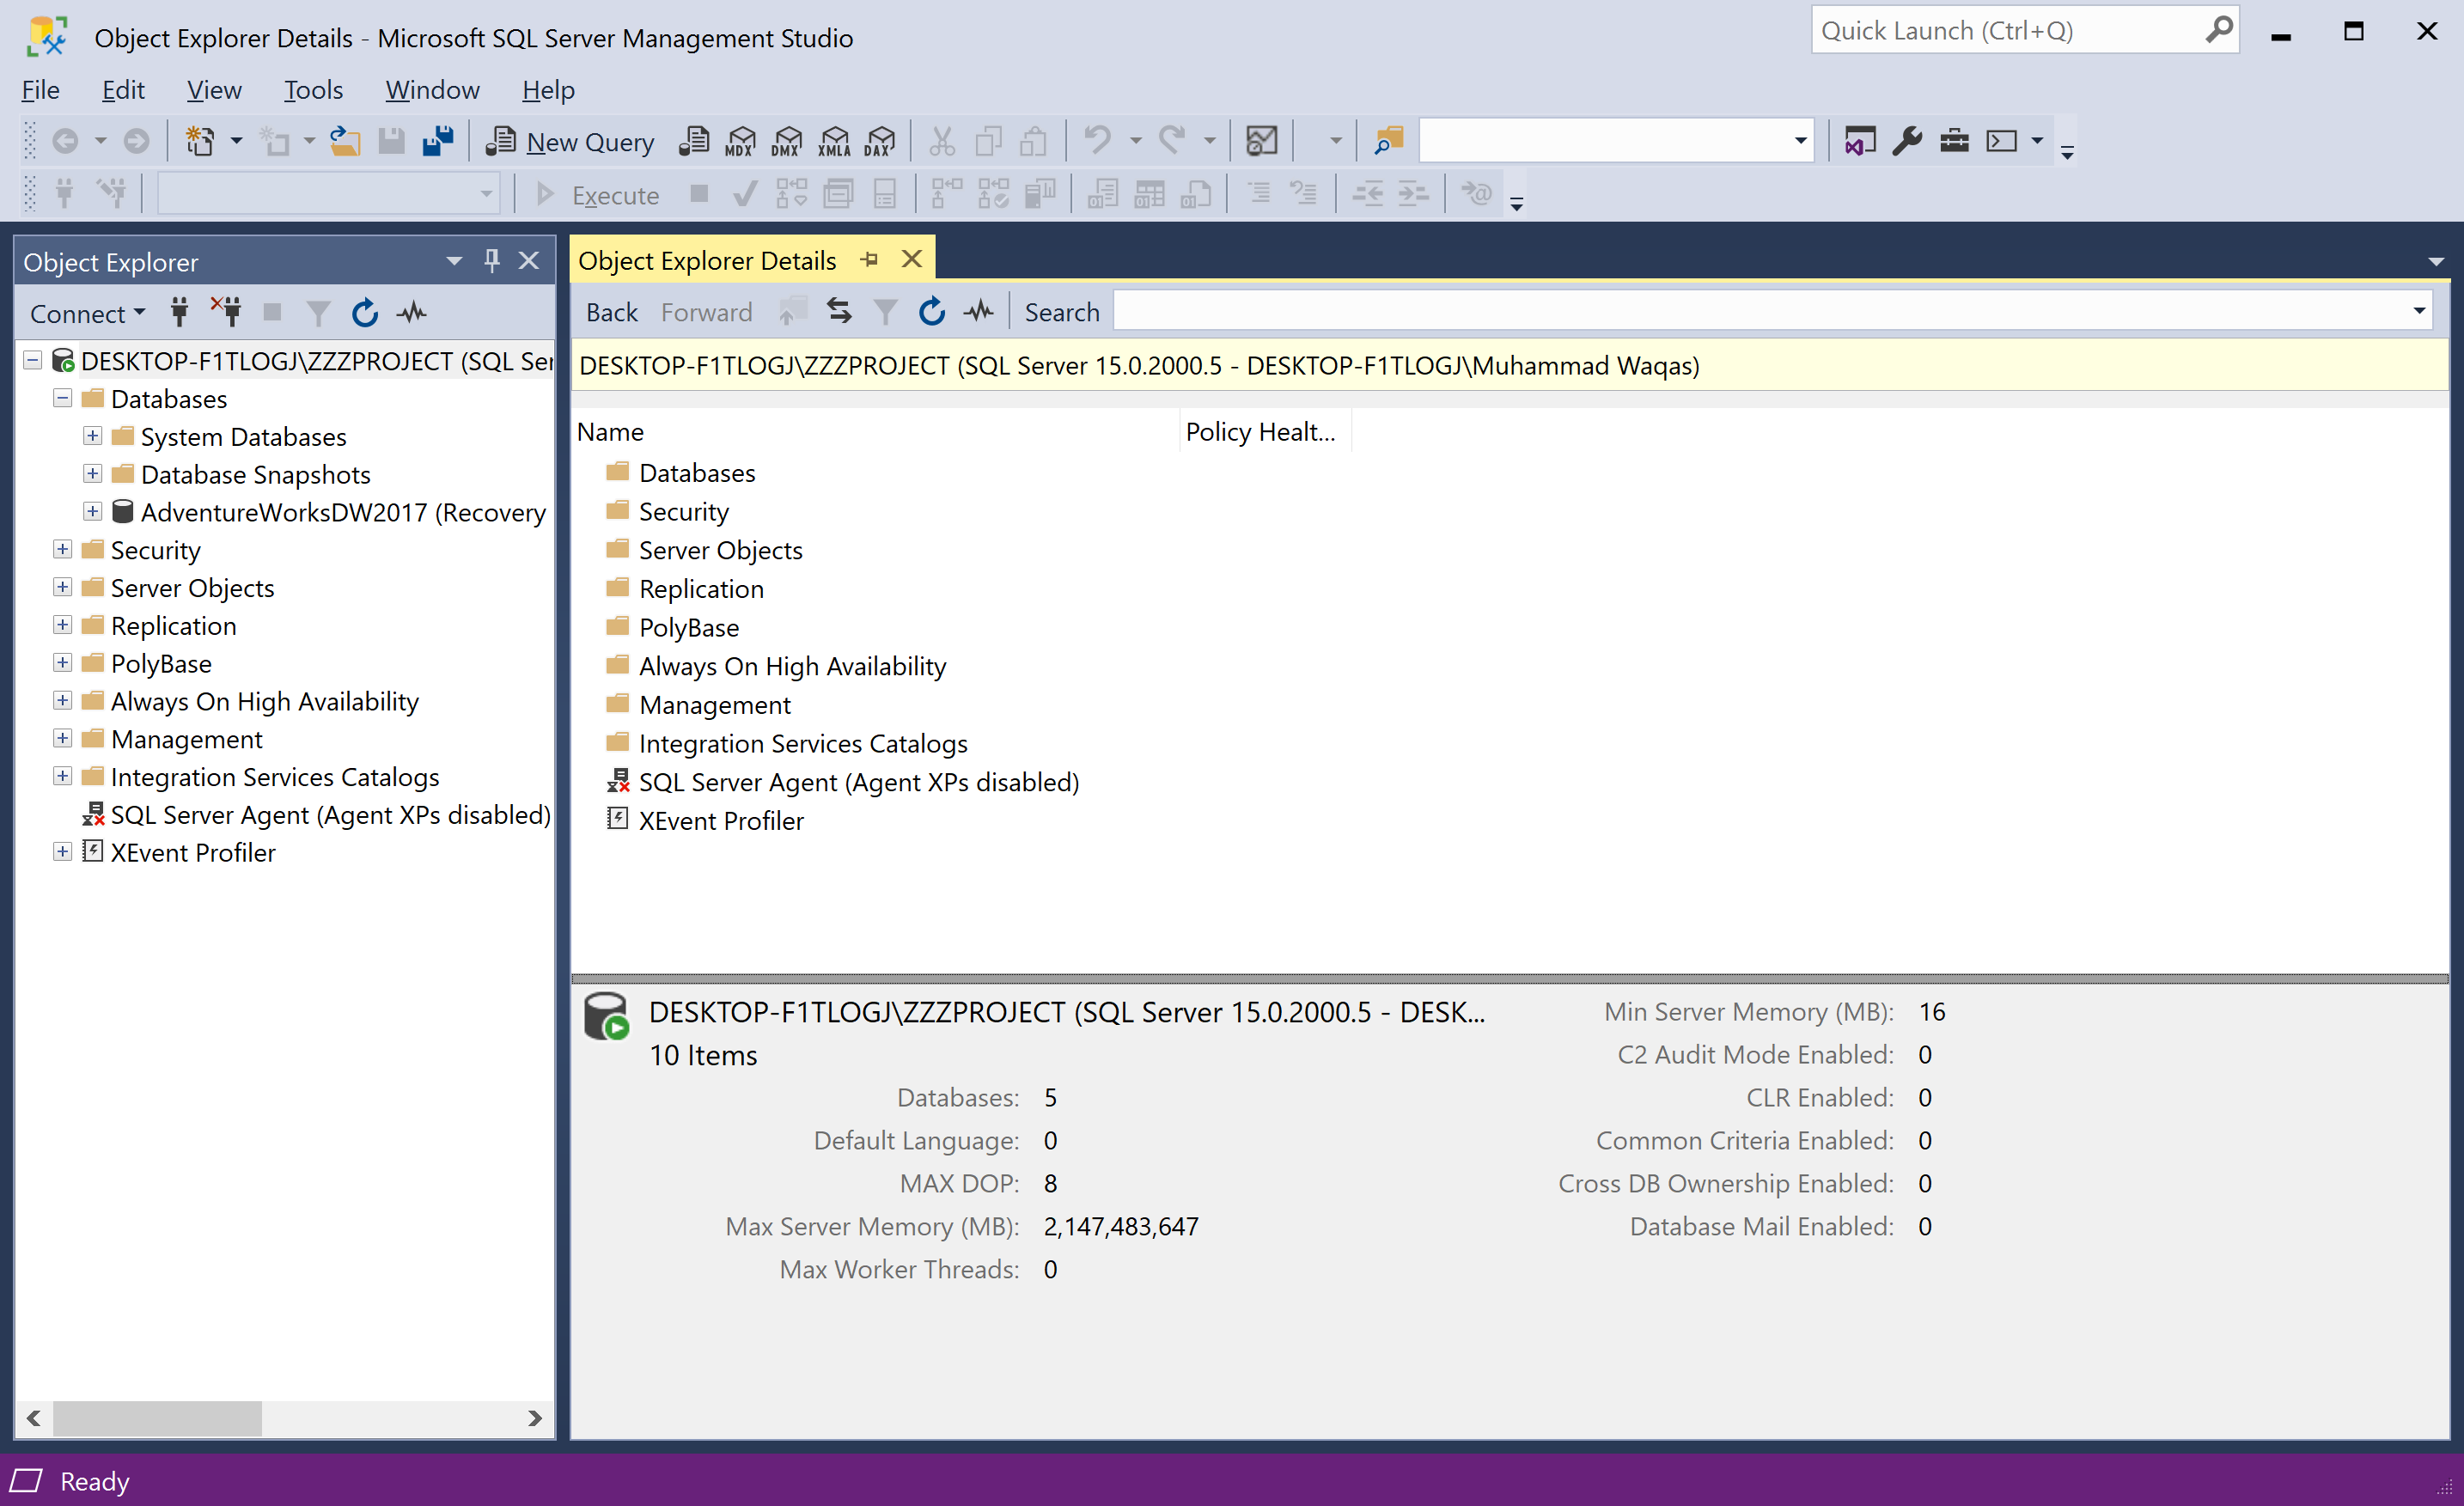 Object Explorer Details - Microsoft SQL Server Management Studio
Quick Launch (Ctrl+Q)
File Edit View Tools Window Help
New Query MDX DMX XMLA DAX
Execute
Object Explorer
Connect
DESKTOP-F1TLOGJ\ZZZPROJECT (SQL Ser
Databases
System Databases
Database Snapshots
AdventureWorksDW2017 (Recovery
Security
Server Objects
Replication
PolyBase
Always On High Availability
Management
Integration Services Catalogs
SQL Server Agent (Agent XPs disabled)
XEvent Profiler
Object Explorer Details
Back Forward Search
DESKTOP-F1TLOGJ\ZZZPROJECT (SQL Server 15.0.2000.5 - DESKTOP-F1TLOGJ\Muhammad Waqas)
Name Policy Healt...
Databases
Security
Server Objects
Replication
PolyBase
Always On High Availability
Management
Integration Services Catalogs
SQL Server Agent (Agent XPs disabled)
XEvent Profiler
DESKTOP-F1TLOGJ\ZZZPROJECT (SQL Server 15.0.2000.5 - DESK...
10 Items
Databases: 5
Default Language: 0
MAX DOP: 8
Max Server Memory (MB): 2,147,483,647
Max Worker Threads: 0
Min Server Memory (MB): 16
C2 Audit Mode Enabled: 0
CLR Enabled: 0
Common Criteria Enabled: 0
Cross DB Ownership Enabled: 0
Database Mail Enabled: 0
Ready